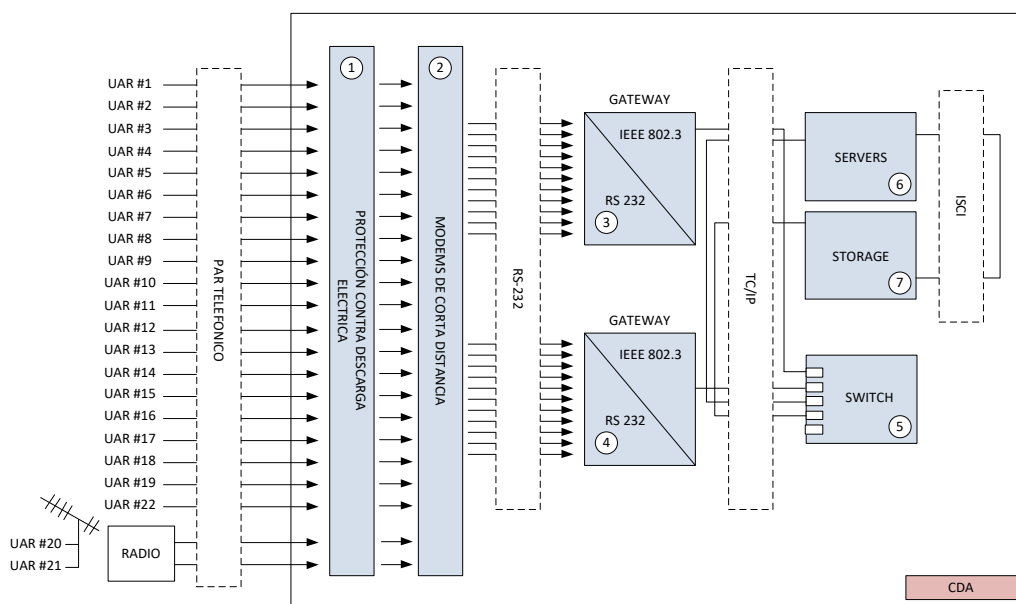 UAR #1
UAR #2
UAR #3
UAR #4
UAR #5
UAR #6
UAR #7
UAR #8
UAR #9
UAR #10
UAR #11
UAR #12
UAR #13
UAR #14
UAR #15
UAR #16
UAR #17
UAR #18
UAR #19
UAR #22
UAR #20
UAR #21
RADIO
PAR TELEFONICO
1
PROTECCIÓN CONTRA DESCARGA
ELECTRICA
2
MODEMS DE CORTA DISTANCIA
RS-232
GATEWAY
IEEE 802.3
RS 232
3
GATEWAY
IEEE 802.3
RS 232
4
TC/IP
SERVERS
6
STORAGE
7
SWITCH
5
ISCI
CDA